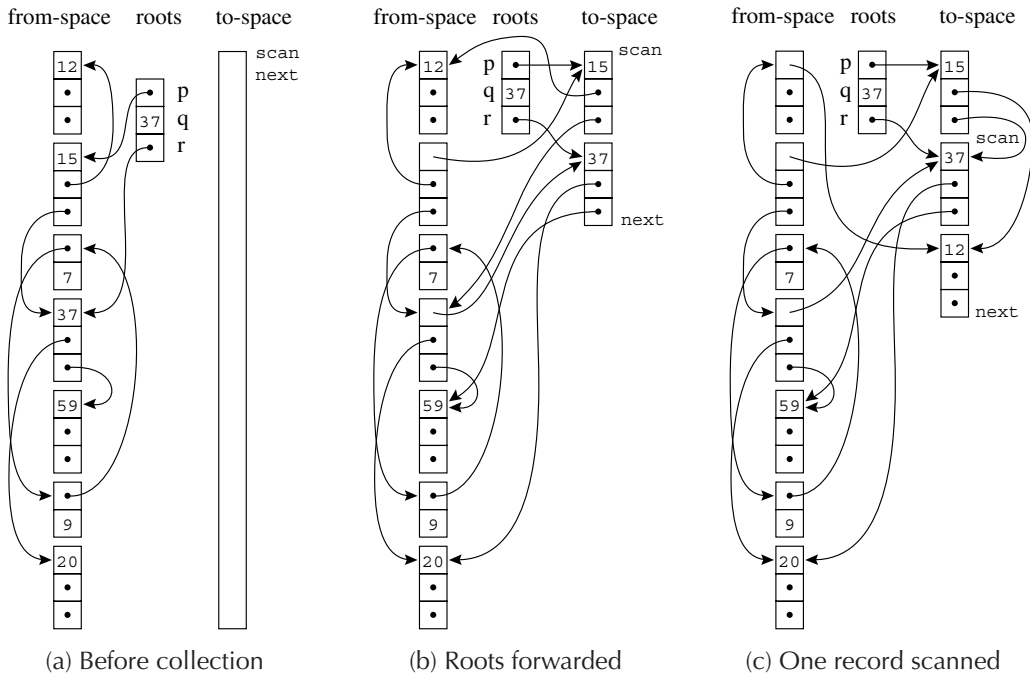 from-space roots to-space
12
15
7
37
59
9
20
p
q
37
r
scan
next
(a) Before collection
from-space roots to-space
12
7
59
9
20
p
q
37
r
15
37
scan
next
(b) Roots forwarded
from-space roots to-space
7
59
9
20
p
q
37
r
15
scan
37
12
next
(c) One record scanned